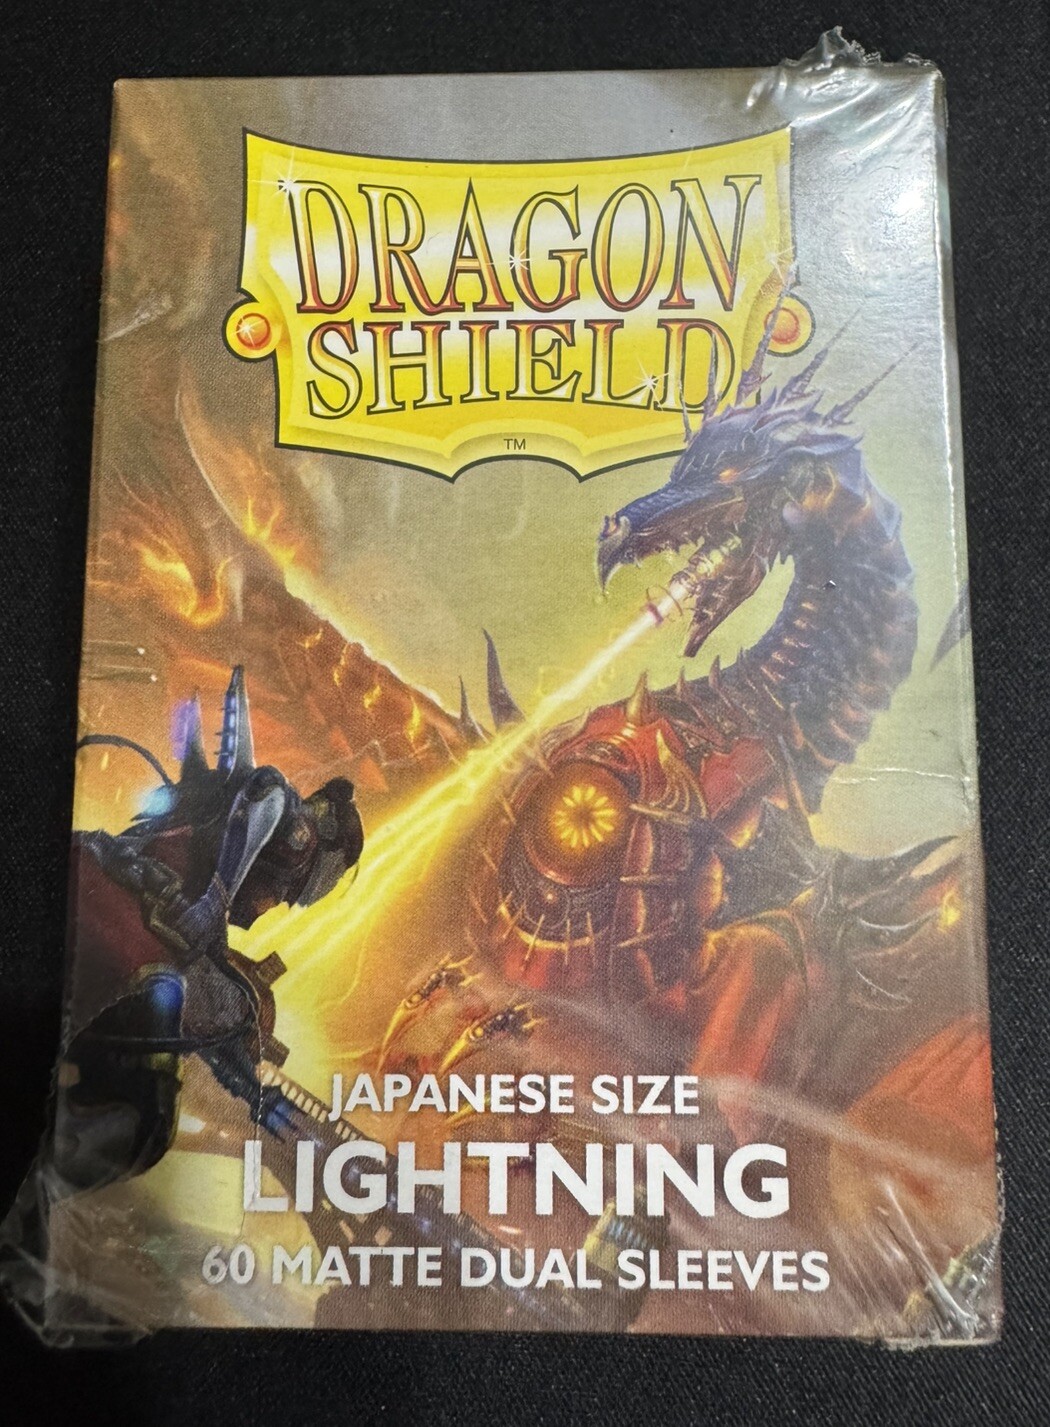 DRAGON
SHIELD
TM
JAPANESE SIZE
LIGHTNING
60 MATTE DUAL SLEEVES